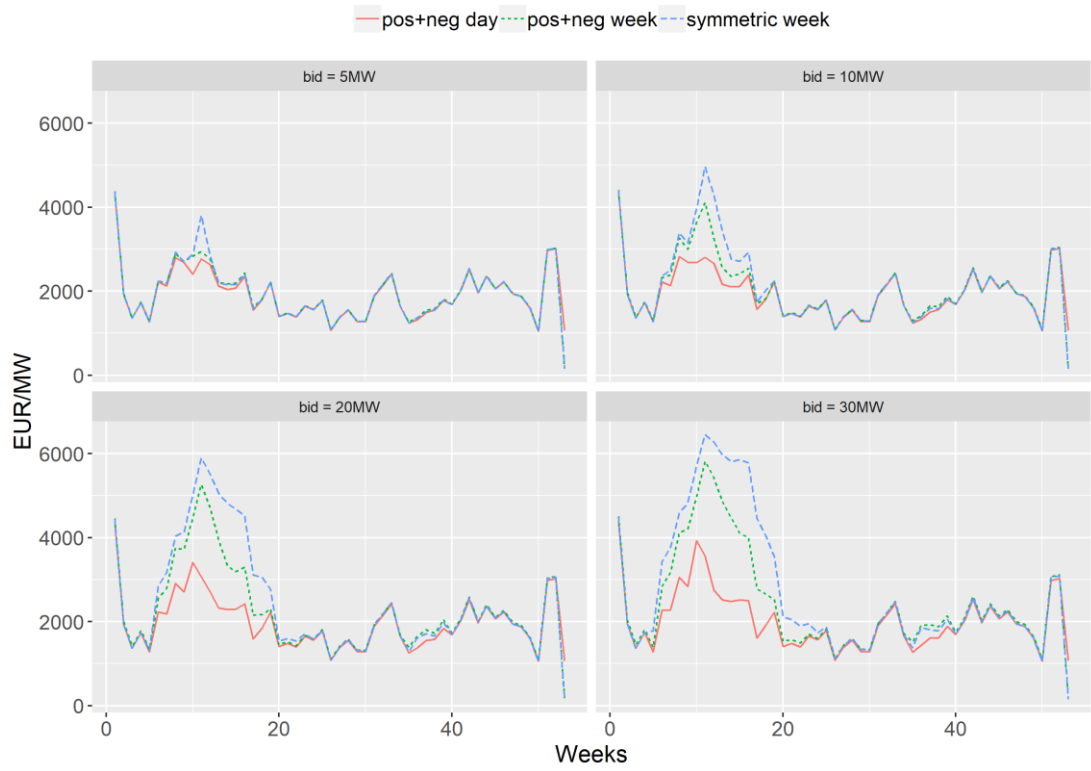 pos+neg day pos+neg week symmetric week
bid = 5MW bid = 10MW
6000
4000
2000
0
EUR/MW
bid = 20MW bid = 30MW
6000
4000
2000
0
0 20 40 0 20 40
Weeks